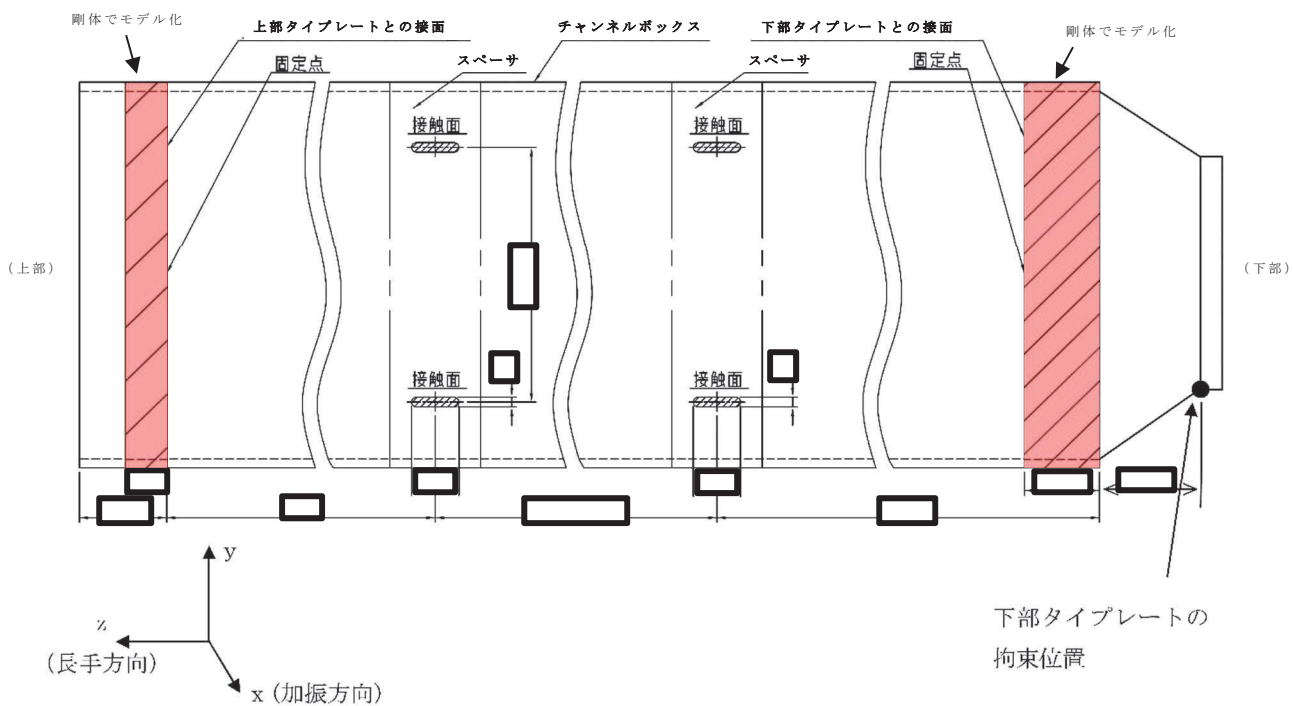 剛体でモデル化
上部タイプレートとの接面
チャンネルボックス
下部タイプレートとの接面
剛体でモデル化
固定点
スペーサ
スペーサ
固定点
接触面
接触面
(上部)
(下部)
接触面
接触面
y
z
(長手方向)
x (加振方向)
下部タイプレートの
拘束位置